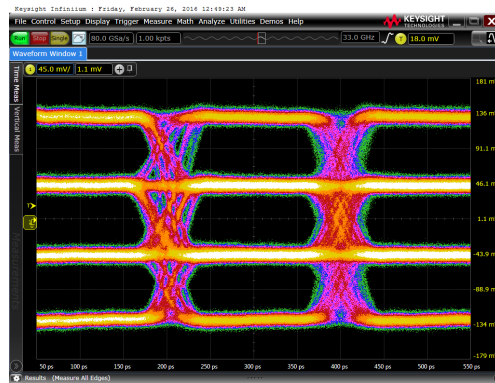 Keysight Infiniium : Friday, February 26, 2016 12:49:23 AM
File Control Setup Display Trigger Measure Math Analyze Utilities Demos Help
KEYSIGHT
TECHNOLOGIES
Run Stop Single 80.0 GSa/s 1.00 kpts 33.0 GHz T 18.0 mV
Waveform Window 1
Time Meas
Vertical Meas
Measurements
45.0 mV/ 1.1 mV
181 m
136 m
91.1 m
46.1 m
1.1 m
-43.9 m
-88.9 m
-134 m
-179 m
T
50 ps 100 ps 150 ps 200 ps 250 ps 300 ps 350 ps 400 ps 450 ps 500 ps 550 ps
Results (Measure All Edges)